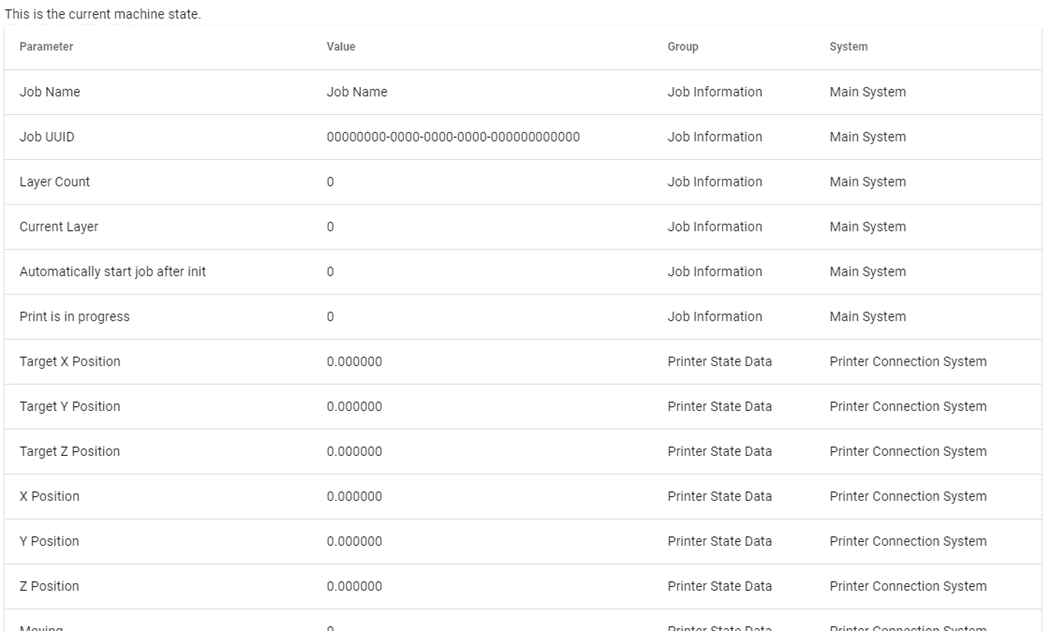 This is the current machine state.
Parameter Value Group System
Job Name Job Name Job Information Main System
Job UUID 00000000-0000-0000-0000-000000000000 Job Information Main System
Layer Count 0 Job Information Main System
Current Layer 0 Job Information Main System
Automatically start job after init 0 Job Information Main System
Print is in progress 0 Job Information Main System
Target X Position 0.000000 Printer State Data Printer Connection System
Target Y Position 0.000000 Printer State Data Printer Connection System
Target Z Position 0.000000 Printer State Data Printer Connection System
X Position 0.000000 Printer State Data Printer Connection System
Y Position 0.000000 Printer State Data Printer Connection System
Z Position 0.000000 Printer State Data Printer Connection System
Moving 0 Printer State Data Printer Connection System